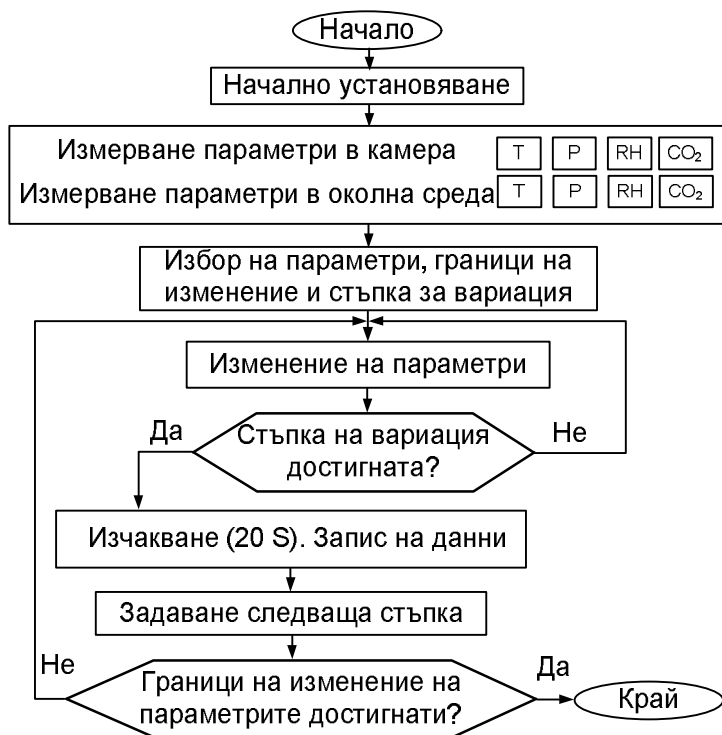 Начало
Начално установяване
Измерване параметри в камера T P RH CO₂
Измерване параметри в околна среда T P RH CO₂
Избор на параметри, граници на
изменение и стъпка за вариация
Изменение на параметри
Да
Стъпка на вариация
достигната?
Не
Изчакване (20 S). Запис на данни
Задаване следваща стъпка
Не
Граници на изменение на
параметрите достигнати?
Да
Край